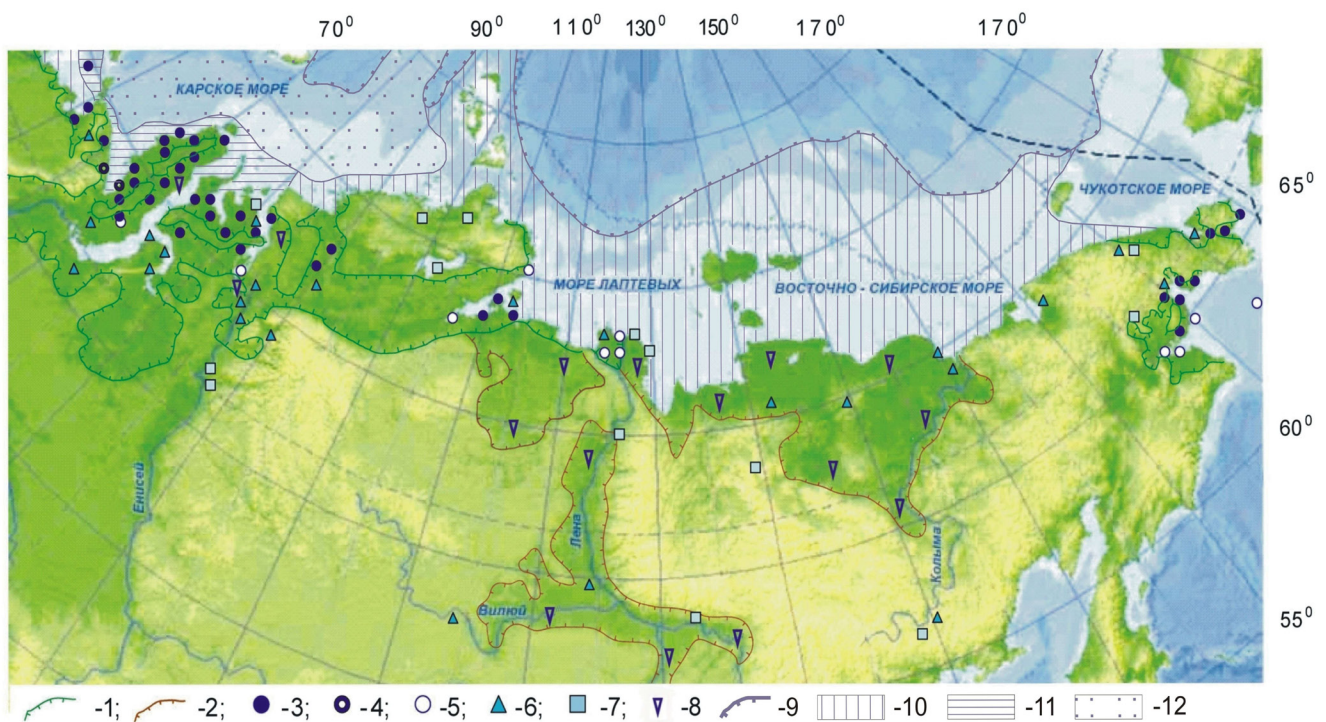 70⁰ 90⁰ 110⁰ 130⁰ 150⁰ 170⁰ 170⁰
КАРСКОЕ МОРЕ
ЧУКОТСКОЕ МОРЕ
65⁰
МОРЕ ЛАПТЕВЫХ
ВОСТОЧНО - СИБИРСКОЕ МОРЕ
60⁰
Енисей
Лена
Колыма
Вилюй
55⁰
-1; -2; -3; -4; -5; -6; -7; -8 -9 -10 -11 -12